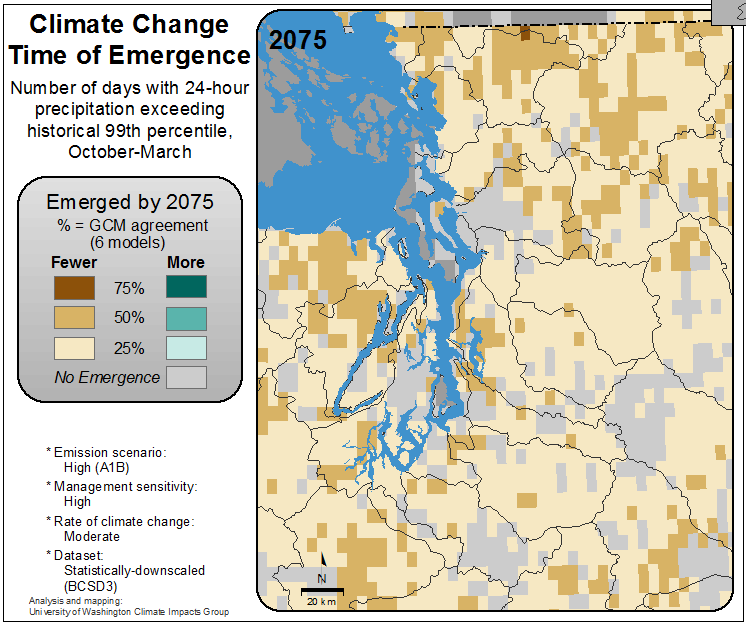 Climate Change
Time of Emergence
Number of days with 24-hour
precipitation exceeding
historical 99th percentile,
October-March
Emerged by 2075
% = GCM agreement
(6 models)
Fewer More
75%
50%
25%
No Emergence
* Emission scenario:
High (A1B)
* Management sensitivity:
High
* Rate of climate change:
Moderate
* Dataset:
Statistically-downscaled
(BCSD3)
Analysis and mapping:
University of Washington Climate Impacts Group
2075
N
20 km